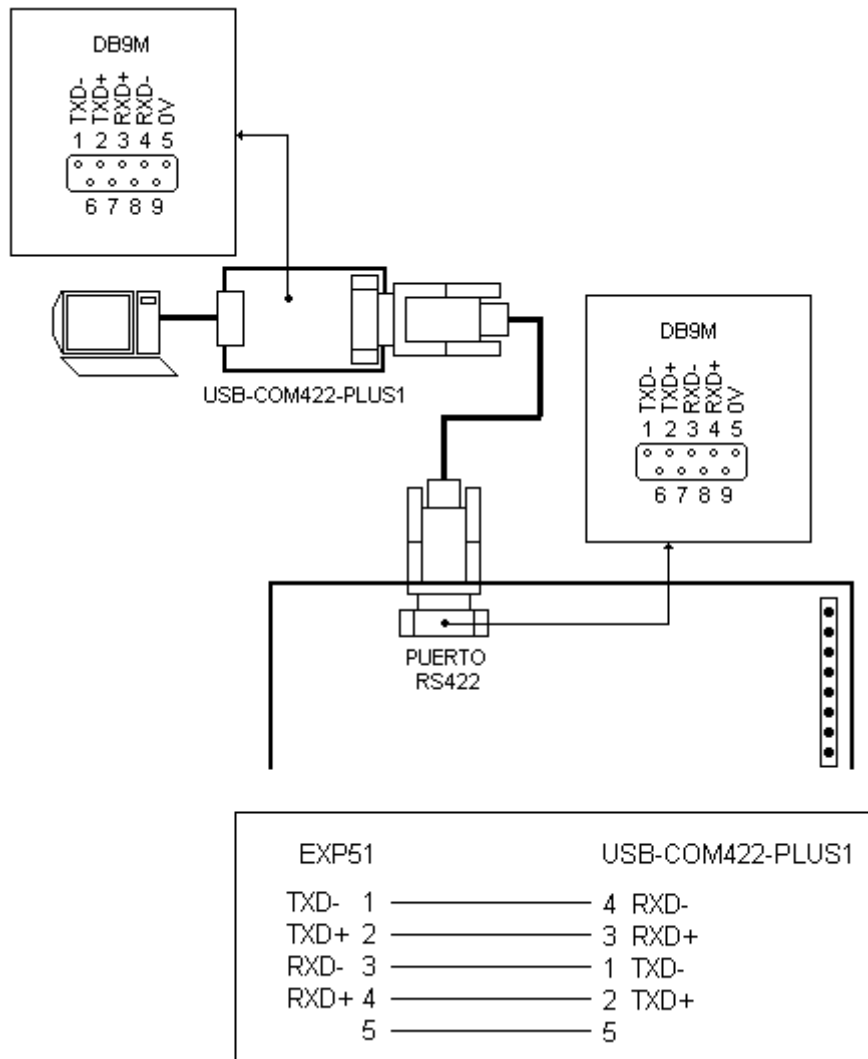 DB9M
TXD- TXD+ RXD+ RXD- 0V
1 2 3 4 5
6 7 8 9
USB-COM422-PLUS1
DB9M
TXD- TXD+ RXD- RXD+ 0V
1 2 3 4 5
6 7 8 9
PUERTO
RS422
EXP51 USB-COM422-PLUS1
TXD- 1 4 RXD-
TXD+ 2 3 RXD+
RXD- 3 1 TXD-
RXD+ 4 2 TXD+
5 5